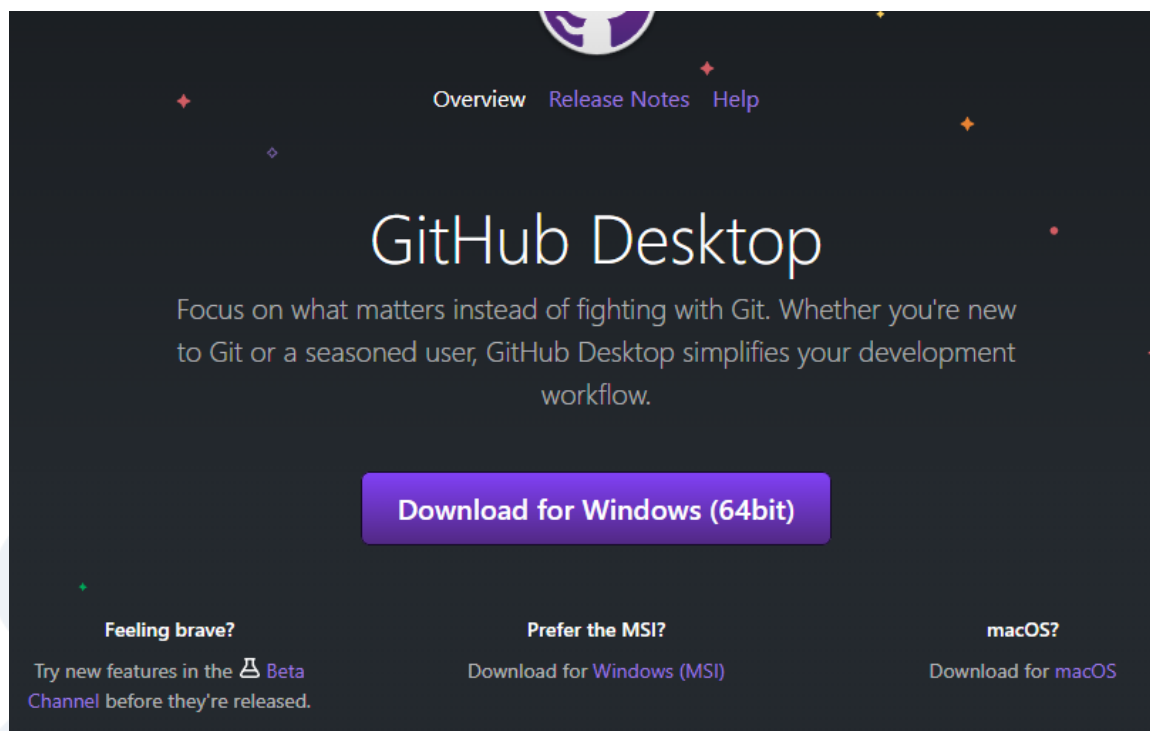 Overview Release Notes Help
GitHub Desktop
Focus on what matters instead of fighting with Git. Whether you're new
to Git or a seasoned user, GitHub Desktop simplifies your development
workflow.
Download for Windows (64bit)
Feeling brave?
Try new features in the Beta
Channel before they're released.
Prefer the MSI?
Download for Windows (MSI)
macOS?
Download for macOS